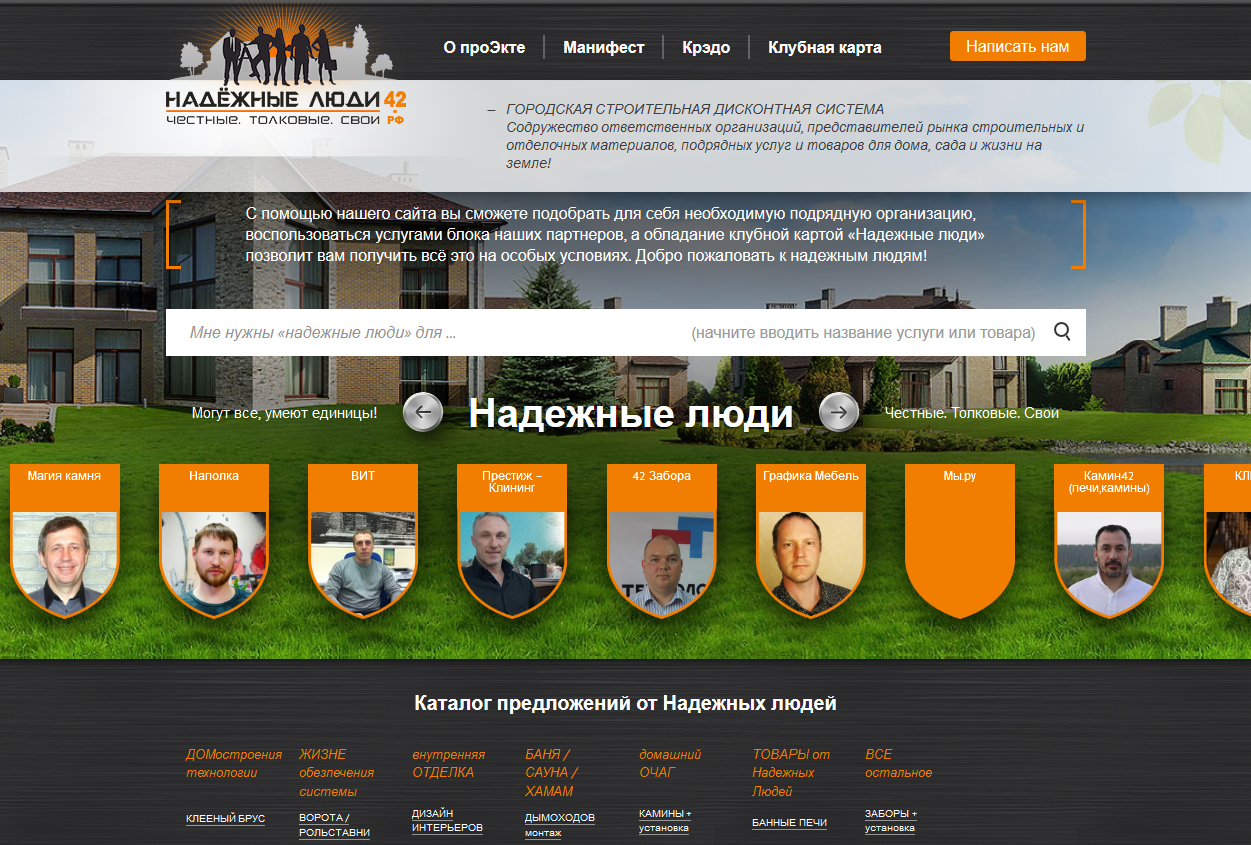 О проЭкте
Манифест
Крэдо
Клубная карта
Написать нам
НАДЁЖНЫЕ ЛЮДИ 42
ЧЕСТНЫЕ. ТОЛКОВЫЕ. СВОИ .РФ
– ГОРОДСКАЯ СТРОИТЕЛЬНАЯ ДИСКОНТНАЯ СИСТЕМА
Содружество ответственных организаций, представителей рынка строительных и
отделочных материалов, подрядных услуг и товаров для дома, сада и жизни на
земле!
С помощью нашего сайта вы сможете подобрать для себя необходимую подрядную организацию,
воспользоваться услугами блока наших партнеров, а обладание клубной картой «Надежные люди»
позволит вам получить всё это на особых условиях. Добро пожаловать к надежным людям!
Мне нужны «надежные люди» для ...
(начните вводить название услуги или товара)
Могут все, умеют единицы!
Надежные люди
Честные. Толковые. Свои
Магия камня
Наполка
ВИТ
Престиж –
Клининг
42 Забора
Графика Мебель
Мы.ру
Камин42
(печи,камины)
Каталог предложений от Надежных людей
ДОМостроения
технологии
КЛЕЕНЫЙ БРУС
ЖИЗНЕ
обезпечения
системы
ВОРОТА /
РОЛЬСТАВНИ
внутренняя
ОТДЕЛКА
ДИЗАЙН
ИНТЕРЬЕРОВ
БАНЯ /
САУНА /
ХАМАМ
ДЫМОХОДОВ
монтаж
домашний
ОЧАГ
КАМИНЫ +
установка
ТОВАРЫ от
Надежных
Людей
БАННЫЕ ПЕЧИ
ВСЕ
остальное
ЗАБОРЫ +
установка